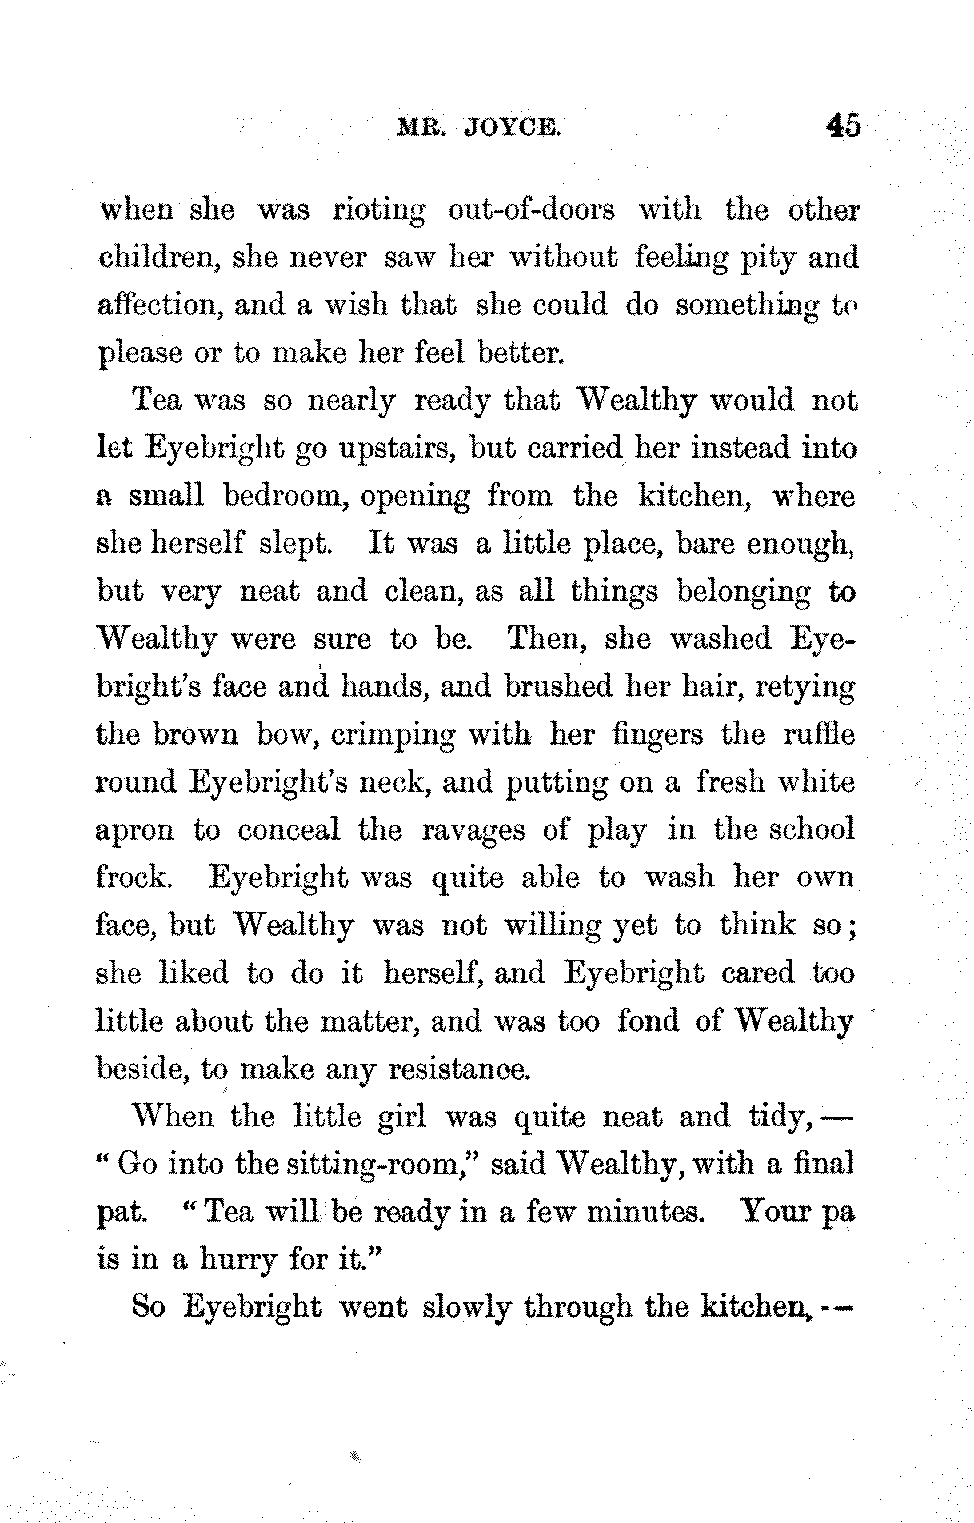 MR. JOYCE. 45
when she was rioting out-of-doors with the other
children, she never saw her without feeling pity and
affection, and a wish that she could do something to
please or to make her feel better.
Tea was so nearly ready that Wealthy would not
let Eyebright go upstairs, but carried her instead into
a small bedroom, opening from the kitchen, where
she herself slept. It was a little place, bare enough,
but very neat and clean, as all things belonging to
Wealthy were sure to be. Then, she washed Eye-
bright's face and hands, and brushed her hair, retying
the brown bow, crimping with her fingers the ruffle
round Eyebright's neck, and putting on a fresh white
apron to conceal the ravages of play in the school
frock. Eyebright was quite able to wash her own
face, but Wealthy was not willing yet to think so;
she liked to do it herself, and Eyebright cared too
little about the matter, and was too fond of Wealthy
beside, to make any resistance.
When the little girl was quite neat and tidy, —
"Go into the sitting-room," said Wealthy, with a final
pat. "Tea will be ready in a few minutes. Your pa
is in a hurry for it."
So Eyebright went slowly through the kitchen, —